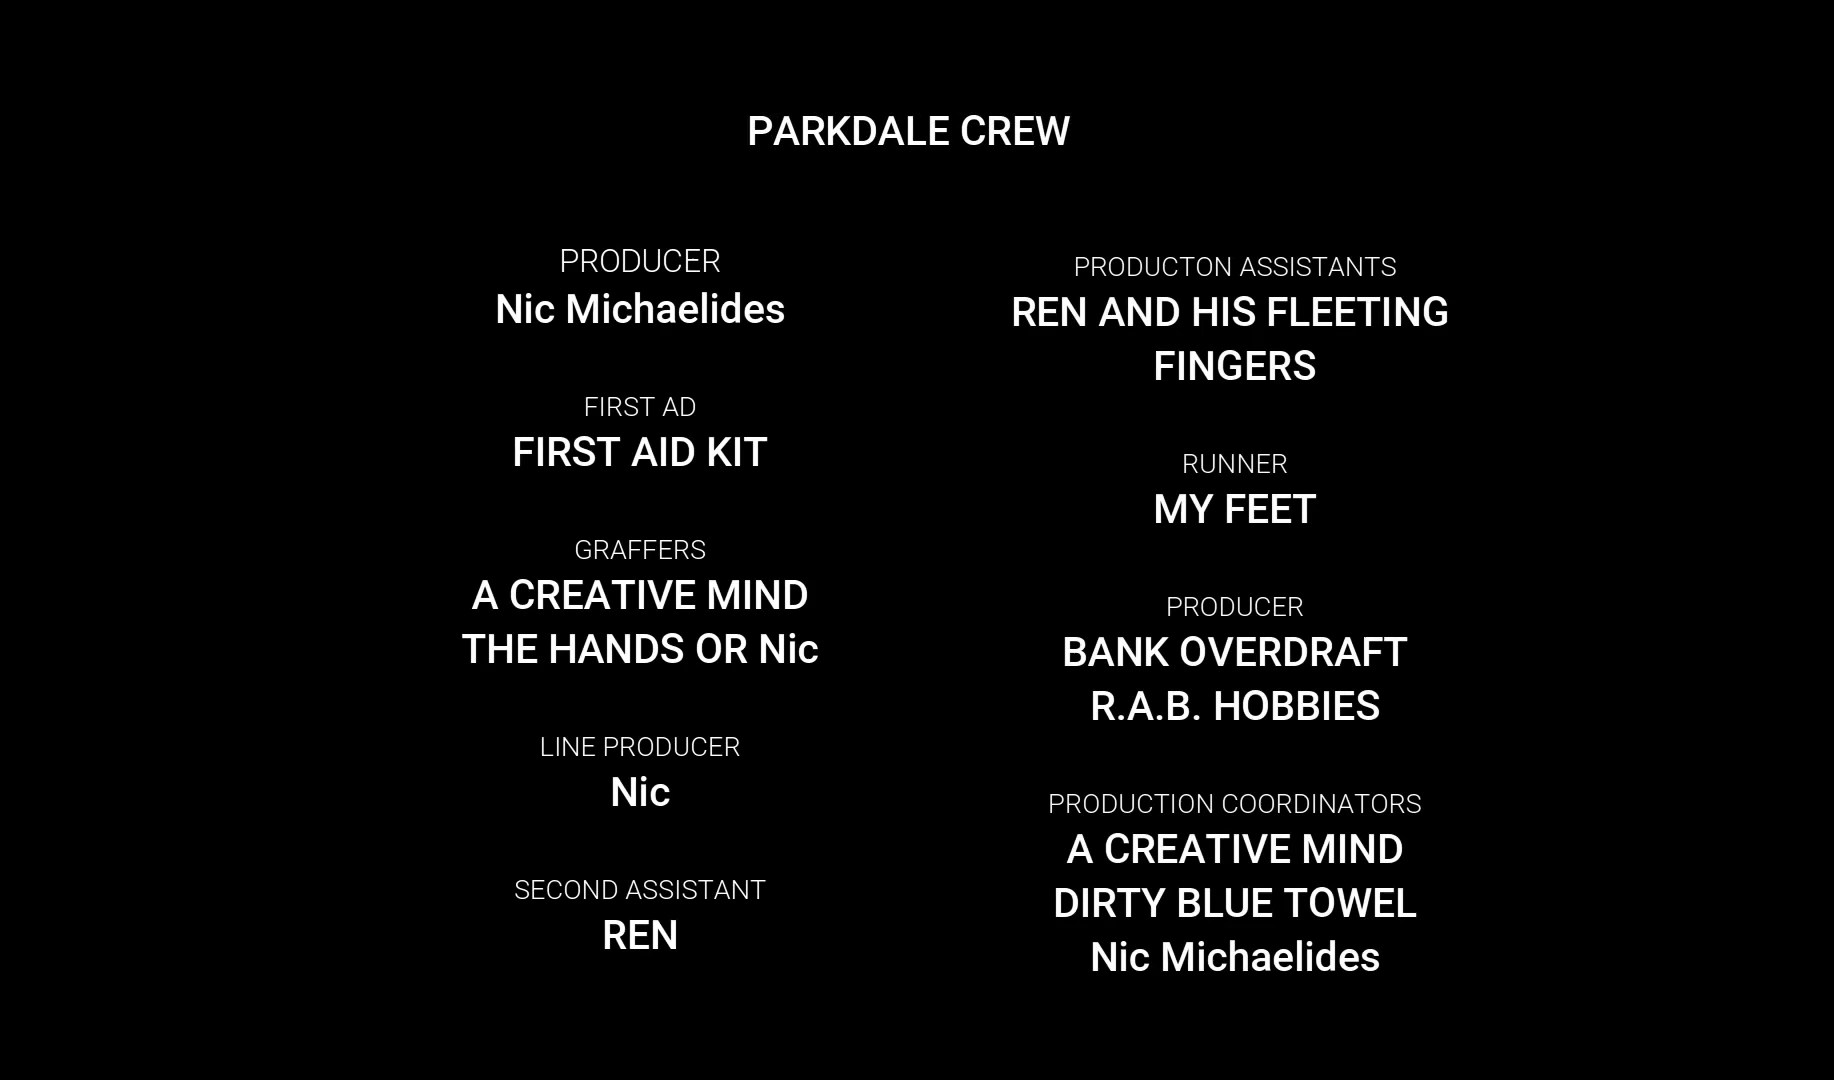 PARKDALE CREW
PRODUCER
Nic Michaelides
FIRST AD
FIRST AID KIT
GRAFFERS
A CREATIVE MIND
THE HANDS OR Nic
LINE PRODUCER
Nic
SECOND ASSISTANT
REN
PRODUCTON ASSISTANTS
REN AND HIS FLEETING
FINGERS
RUNNER
MY FEET
PRODUCER
BANK OVERDRAFT
R.A.B. HOBBIES
PRODUCTION COORDINATORS
A CREATIVE MIND
DIRTY BLUE TOWEL
Nic Michaelides